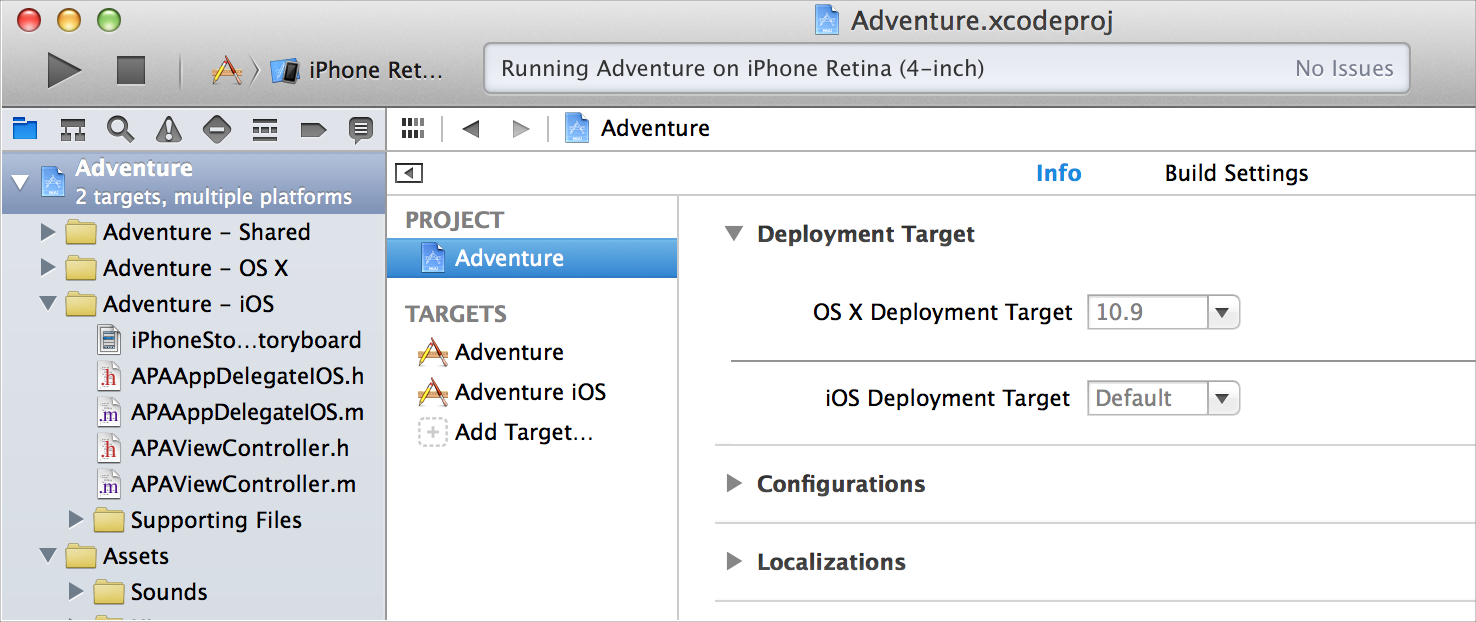 Adventure.xcodeproj
iPhone Ret...
Running Adventure on iPhone Retina (4-inch)
No Issues
Adventure
Adventure
2 targets, multiple platforms
Info
Build Settings
Adventure – Shared
Adventure – OS X
Adventure – iOS
iPhoneSto...toryboard
.h APAAppDelegateIOS.h
.m APAAppDelegateIOS.m
.h APAViewController.h
.m APAViewController.m
Supporting Files
Assets
Sounds
PROJECT
Adventure
TARGETS
Adventure
Adventure iOS
Add Target...
Deployment Target
OS X Deployment Target 10.9
iOS Deployment Target Default
Configurations
Localizations